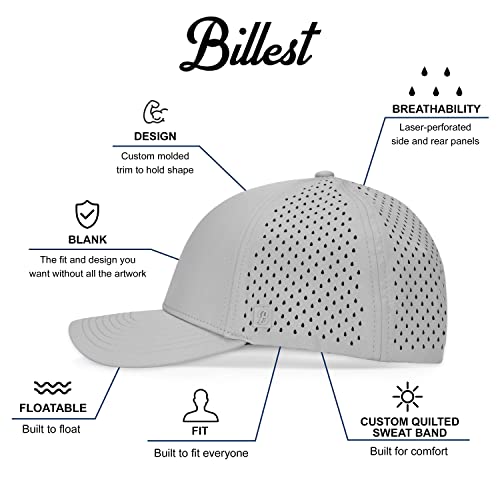 Billest
BREATHABILITY
Laser-perforated
side and rear panels
DESIGN
Custom molded
trim to hold shape
BLANK
The fit and design you
want without all the artwork
FLOATABLE
Built to float
FIT
Built to fit everyone
CUSTOM QUILTED
SWEAT BAND
Built for comfort